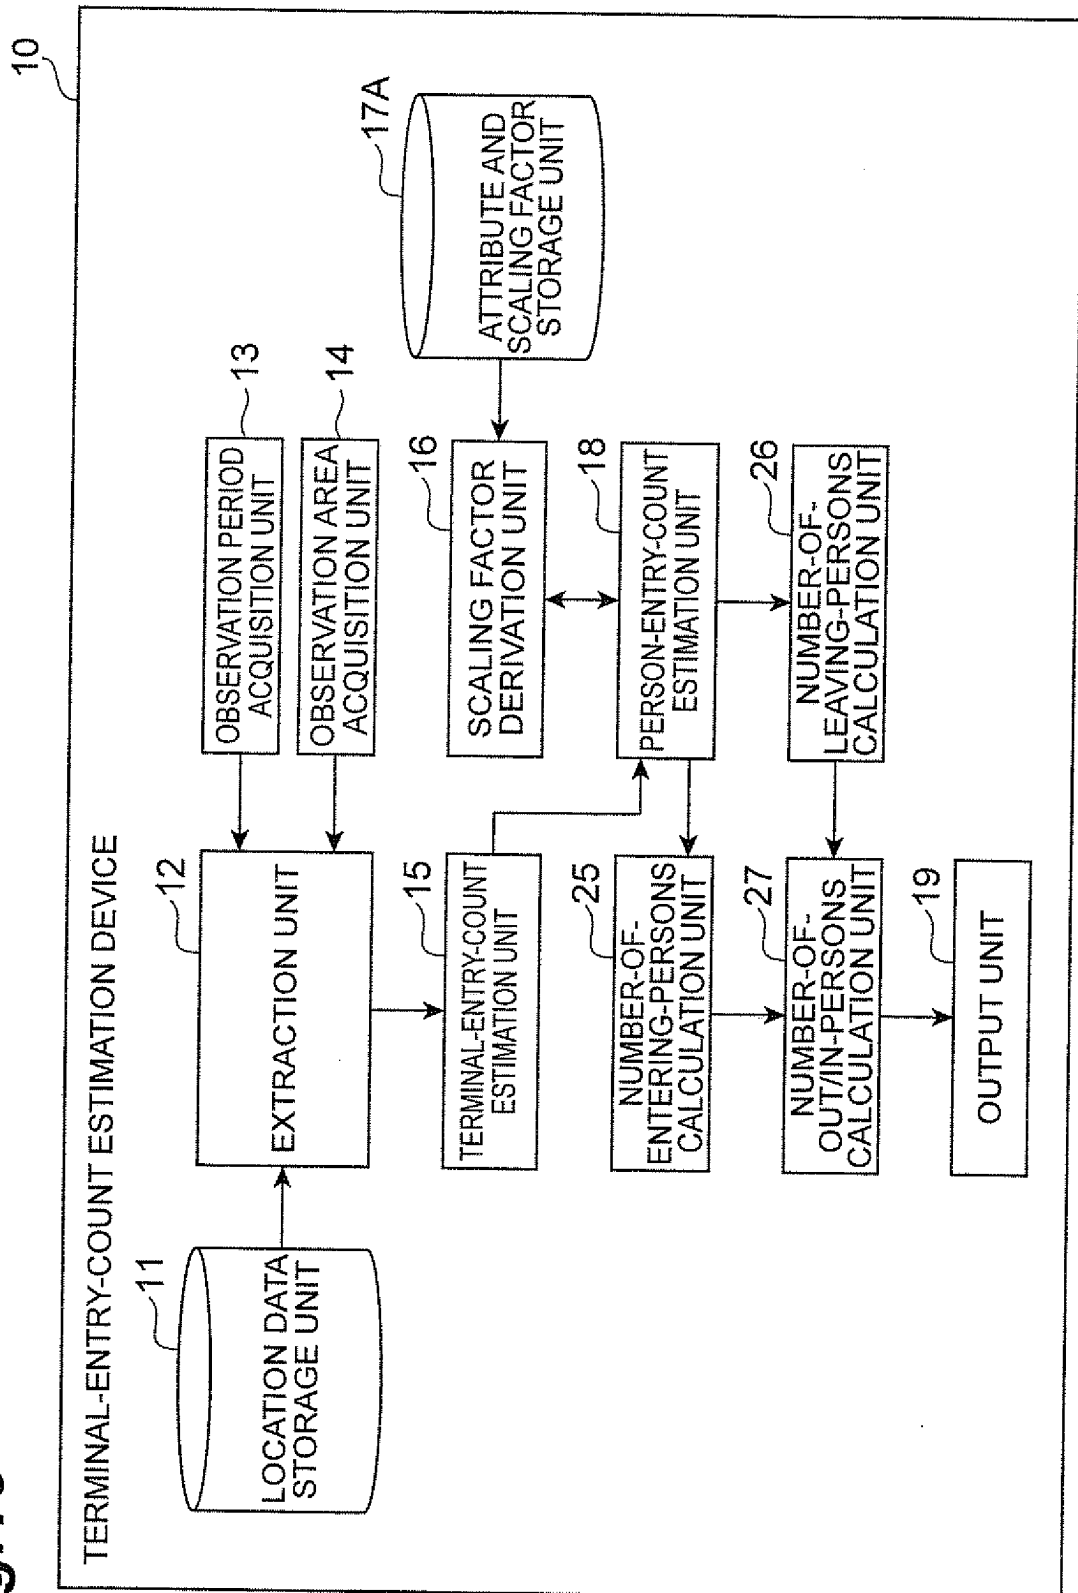 10
TERMINAL-ENTRY-COUNT ESTIMATION DEVICE
11
LOCATION DATA
STORAGE UNIT
12
EXTRACTION UNIT
OBSERVATION PERIOD
ACQUISITION UNIT
13
OBSERVATION AREA
ACQUISITION UNIT
14
15
TERMINAL-ENTRY-COUNT
ESTIMATION UNIT
16
SCALING FACTOR
DERIVATION UNIT
17A
ATTRIBUTE AND
SCALING FACTOR
STORAGE UNIT
18
PERSON-ENTRY-COUNT
ESTIMATION UNIT
25
NUMBER-OF-
ENTERING-PERSONS
CALCULATION UNIT
26
NUMBER-OF-
LEAVING-PERSONS
CALCULATION UNIT
27
NUMBER-OF-
OUT/IN-PERSONS
CALCULATION UNIT
19
OUTPUT UNIT